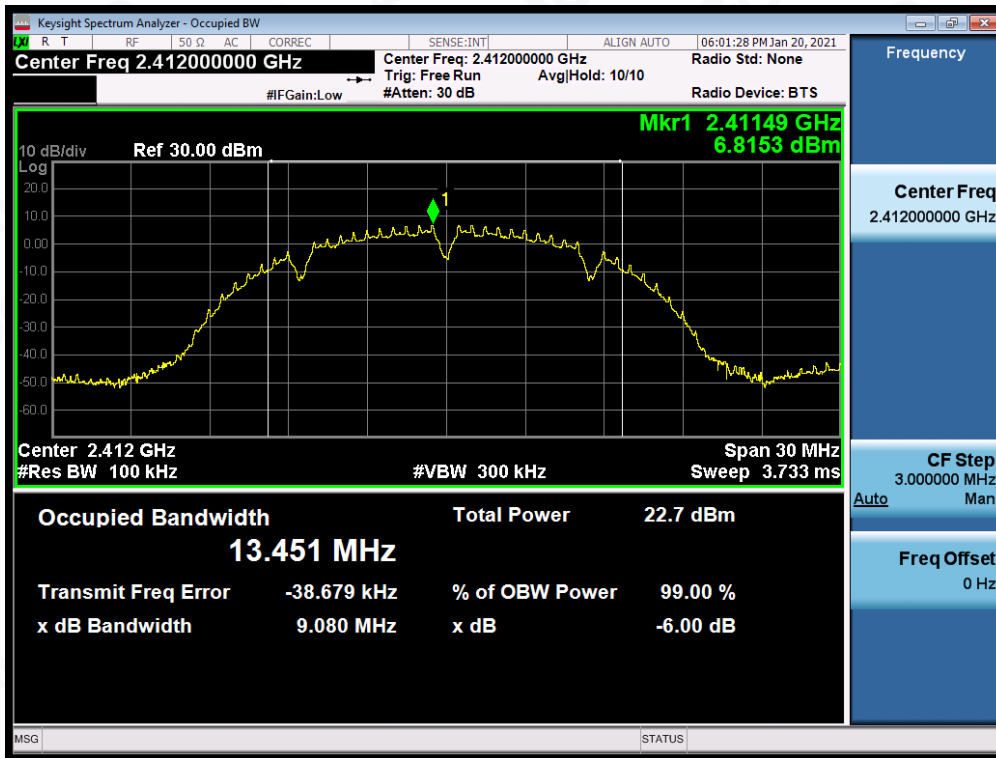 Keysight Spectrum Analyzer - Occupied BW
LXI R T RF 50 Ω AC CORREC SENSE:INT ALIGN AUTO 06:01:28 PM Jan 20, 2021
Center Freq 2.412000000 GHz
Center Freq: 2.412000000 GHz Radio Std: None
Trig: Free Run Avg|Hold: 10/10
#IFGain:Low #Atten: 30 dB Radio Device: BTS
Mkr1 2.41149 GHz
6.8153 dBm
10 dB/div Ref 30.00 dBm
Log
20.0
10.0
0.00
-10.0
-20.0
-30.0
-40.0
-50.0
-60.0
1
Center 2.412 GHz Span 30 MHz
#Res BW 100 kHz #VBW 300 kHz Sweep 3.733 ms
Occupied Bandwidth Total Power 22.7 dBm
13.451 MHz
Transmit Freq Error -38.679 kHz % of OBW Power 99.00 %
x dB Bandwidth 9.080 MHz x dB -6.00 dB
MSG STATUS
Frequency
Center Freq
2.412000000 GHz
CF Step
3.000000 MHz
Auto Man
Freq Offset
0 Hz